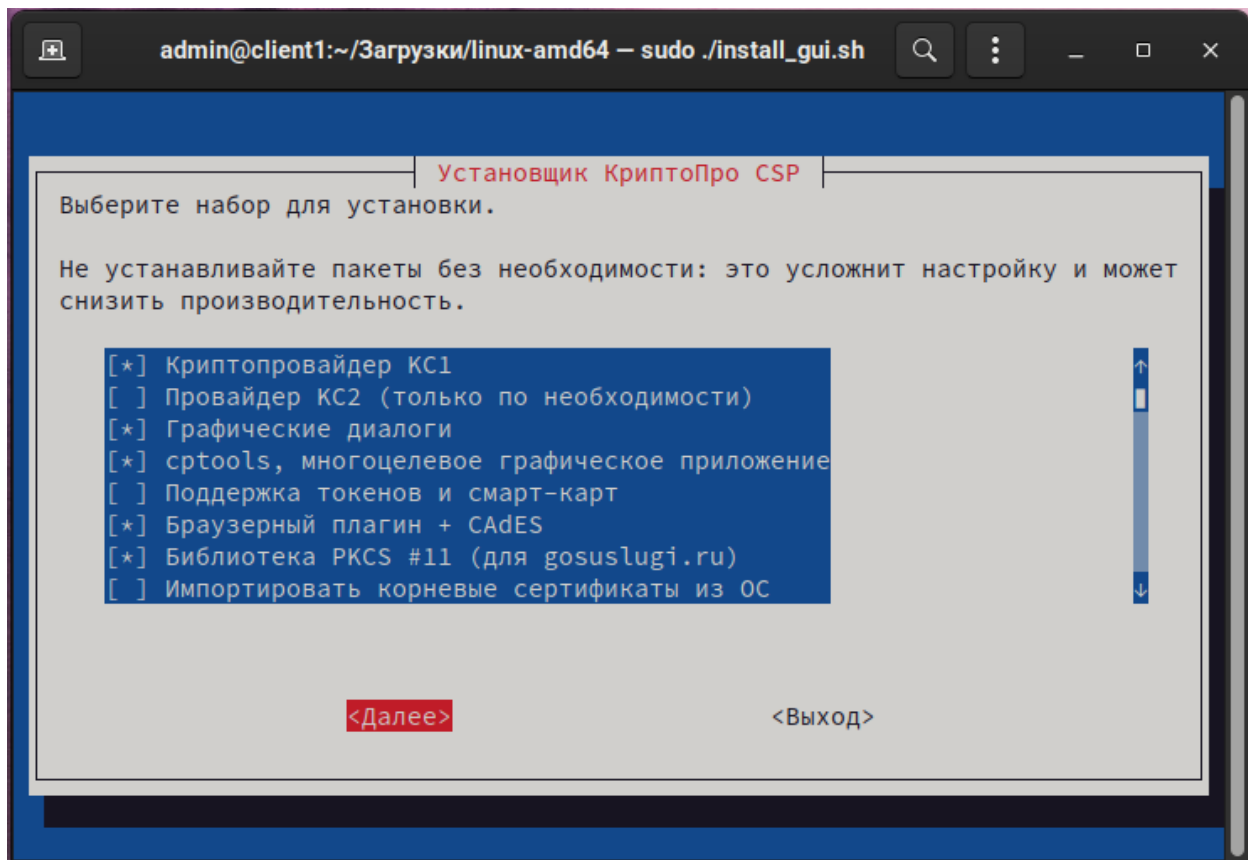 admin@client1:~/Загрузки/linux-amd64 — sudo ./install_gui.sh
Установщик КриптоПро CSP
Выберите набор для установки.
Не устанавливайте пакеты без необходимости: это усложнит настройку и может
снизить производительность.
[*] Криптопровайдер КС1
[ ] Провайдер КС2 (только по необходимости)
[*] Графические диалоги
[*] cptools, многоцелевое графическое приложение
[ ] Поддержка токенов и смарт-карт
[*] Браузерный плагин + CAdES
[*] Библиотека PKCS #11 (для gosuslugi.ru)
[ ] Импортировать корневые сертификаты из ОС
<Далее> <Выход>